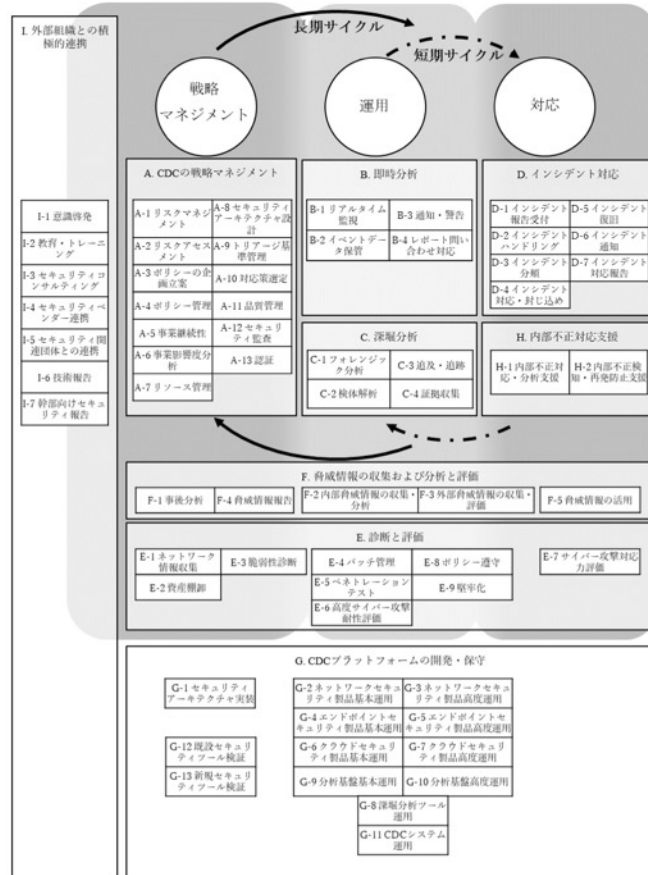 I. 外部組織との積
極的連携
長期サイクル
短期サイクル
戦略
マネジメント
運用
対応
I-1 意識啓発
I-2 教育・トレーニ
ング
I-3 セキュリティコ
ンサルティング
I-4 セキュリティベ
ンダー連携
I-5 セキュリティ関
連団体との連携
I-6 技術報告
I-7 幹部向けセキュ
リティ報告
A. CDCの戦略マネジメント
A-1 リスクマネジ
メント
A-2 リスクアセス
メント
A-3 ポリシーの企
画立案
A-4 ポリシー管理
A-5 事業継続性
A-6 事業影響度分
析
A-7 リソース管理
A-8 セキュリティ
アーキテクチャ設
計
A-9 トリアージ基
準管理
A-10 対応策選定
A-11 品質管理
A-12 セキュリ
ティ監査
A-13 認証
B. 即時分析
B-1 リアルタイム
監視
B-2 イベントデー
タ保管
B-3 通知・警告
B-4 レポート問い
合わせ対応
C. 深堀分析
C-1 フォレンジッ
ク分析
C-2 検体解析
C-3 追及・追跡
C-4 証拠収集
D. インシデント対応
D-1 インシデント
報告受付
D-2 インシデント
ハンドリング
D-3 インシデント
分類
D-4 インシデント
対応・封じ込め
D-5 インシデント
復旧
D-6 インシデント
通知
D-7 インシデント
対応報告
H. 内部不正対応支援
H-1 内部不正対
応・分析支援
H-2 内部不正検
知・再発防止支援
F. 脅威情報の収集および分析と評価
F-1 事後分析
F-4 脅威情報報告
F-2 内部脅威情報の収集・
分析
F-3 外部脅威情報の収集・
評価
F-5 脅威情報の活用
E. 診断と評価
E-1 ネットワーク
情報収集
E-2 資産棚卸
E-3 脆弱性診断
E-4 パッチ管理
E-5 ペネトレーション
テスト
E-6 高度サイバー攻撃
耐性評価
E-8 ポリシー遵守
E-9 堅牢化
E-7 サイバー攻撃対応
力評価
G. CDCプラットフォームの開発・保守
G-1 セキュリティ
アーキテクチャ実装
G-12 既設セキュリ
ティツール検証
G-13 新規セキュリ
ティツール検証
G-2 ネットワークセキュ
リティ製品基本運用
G-3 ネットワークセキュ
リティ製品高度運用
G-4 エンドポイントセ
キュリティ製品基本運用
G-5 エンドポイントセ
キュリティ製品高度運用
G-6 クラウドセキュリ
ティ製品基本運用
G-7 クラウドセキュリ
ティ製品高度運用
G-9 分析基盤基本運用
G-10 分析基盤高度運用
G-8 深堀分析ツール
運用
G-11 CDCシステム
運用